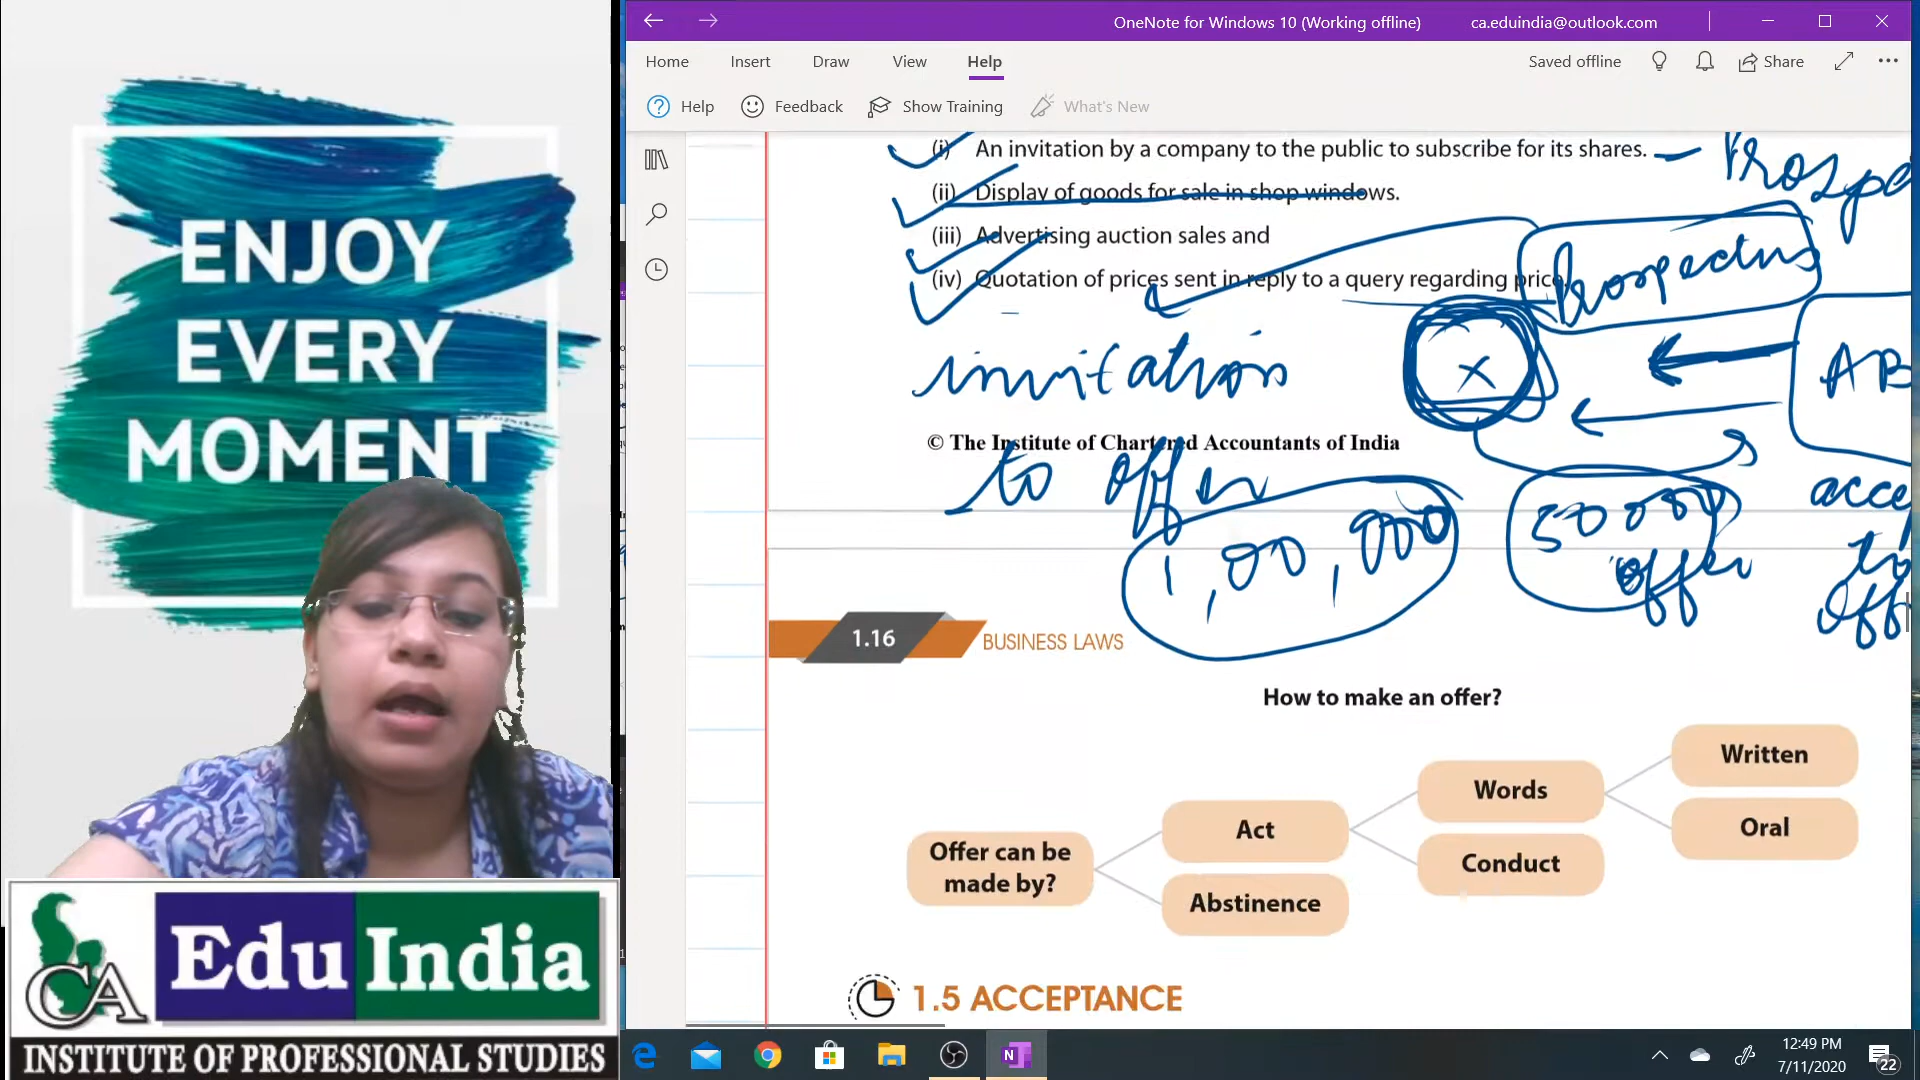 OneNote for Windows 10 (Working offline)
ca.eduindia@outlook.com
Home Insert Draw View Help
Saved offline
Share
Help Feedback Show Training What's New
(i) An invitation by a company to the public to subscribe for its shares.
(ii) Display of goods for sale in shop windows.
(iii) Advertising auction sales and
(iv) Quotation of prices sent in reply to a query regarding price.
Prospectus
invitation
X
AB
© The Institute of Chartered Accountants of India
to offer
1,00,000
50000
offer
acce
to
off
1.16
BUSINESS LAWS
How to make an offer?
Offer can be
made by?
Act
Abstinence
Words
Conduct
Written
Oral
1.5 ACCEPTANCE
ENJOY
EVERY
MOMENT
CA
Edu India
INSTITUTE OF PROFESSIONAL STUDIES
12:49 PM
7/11/2020
22